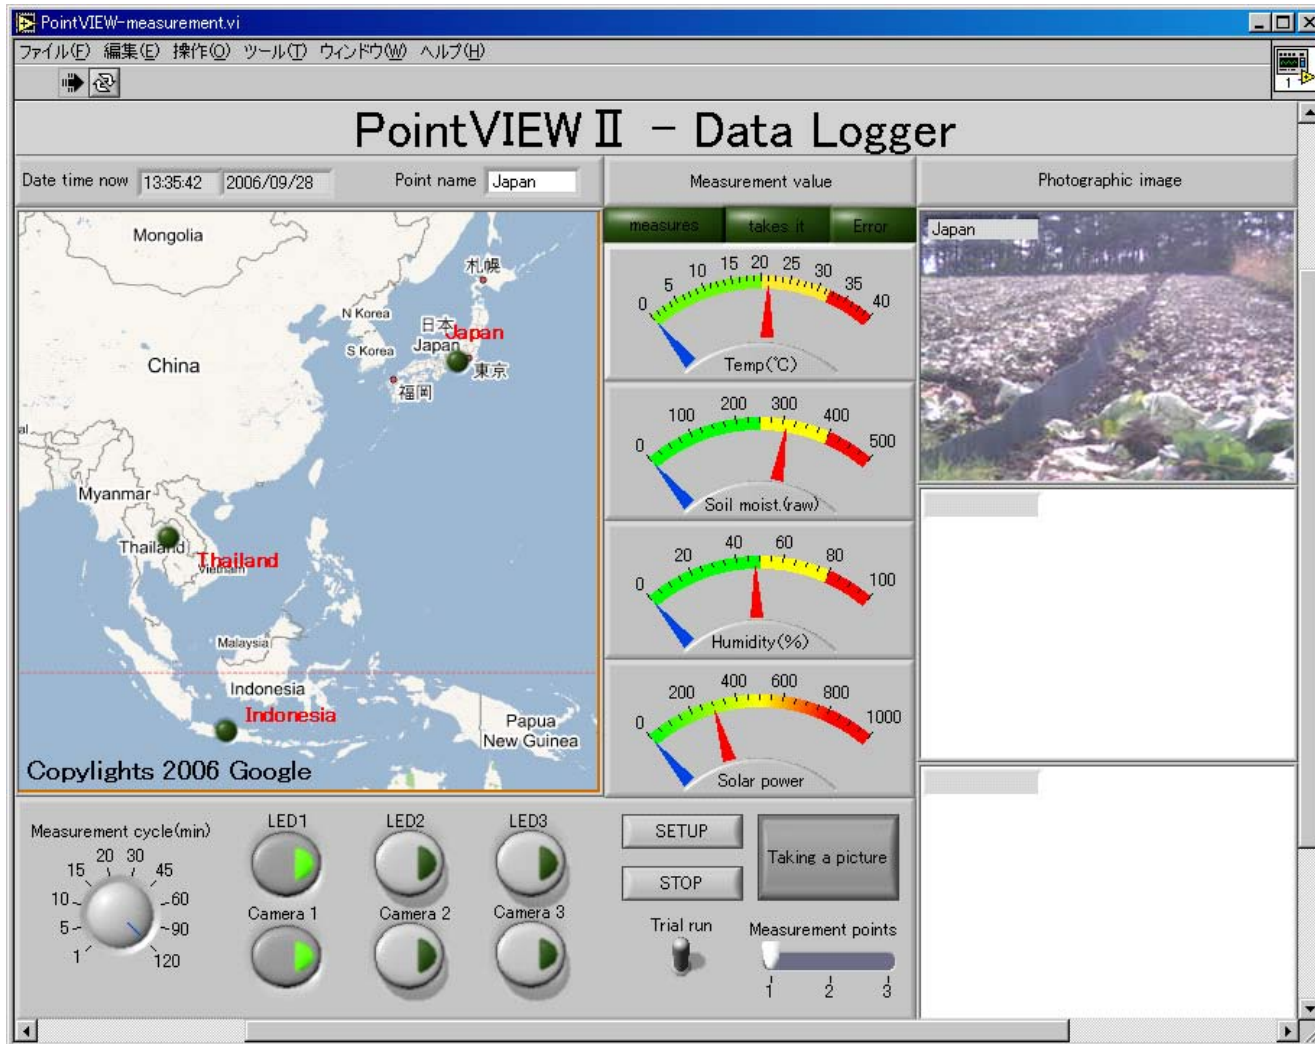 PointVIEW-measurement.vi
ファイル(F) 編集(E) 操作(O) ツール(T) ウィンドウ(W) ヘルプ(H)
1
PointVIEW Ⅱ - Data Logger
Date time now 13:35:42 2006/09/28 Point name Japan
Measurement value
Photographic image
Mongolia
札幌
N Korea
日本
Japan
S Korea
Japan
東京
China
福岡
Myanmar
Thailand
Thailand
Vietnam
Malaysia
Indonesia
Indonesia
Papua
New Guinea
Copylights 2006 Google
measures takes it Error
0 5 10 15 20 25 30 35 40
Temp(℃)
0 100 200 300 400 500
Soil moist.(raw)
0 20 40 60 80 100
Humidity(%)
0 200 400 600 800 1000
Solar power
Japan
Measurement cycle(min)
1 5 10 15 20 30 45 60 90 120
LED1 LED2 LED3
Camera 1 Camera 2 Camera 3
SETUP
STOP
Taking a picture
Trial run
Measurement points
1 2 3